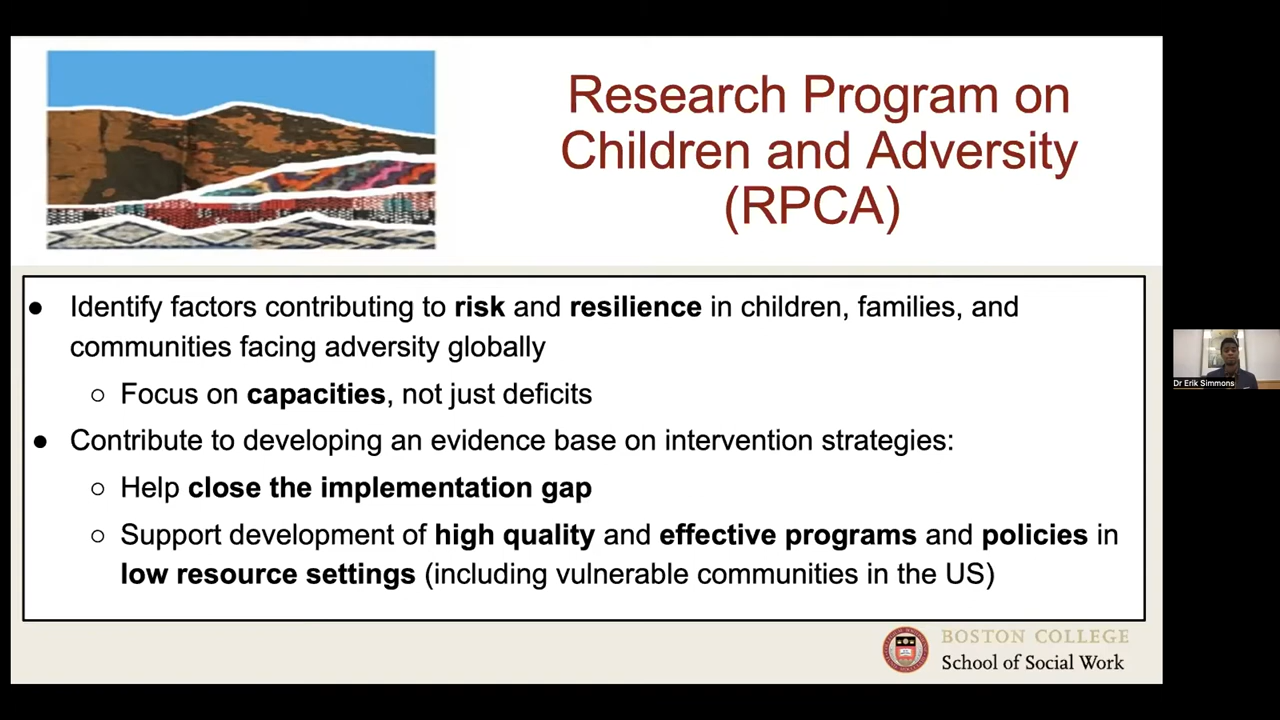 Research Program on
Children and Adversity
(RPCA)
● Identify factors contributing to risk and resilience in children, families, and
communities facing adversity globally
○ Focus on capacities, not just deficits
● Contribute to developing an evidence base on intervention strategies:
○ Help close the implementation gap
○ Support development of high quality and effective programs and policies in
low resource settings (including vulnerable communities in the US)
Dr Erik Simmons
BOSTON COLLEGE
School of Social Work